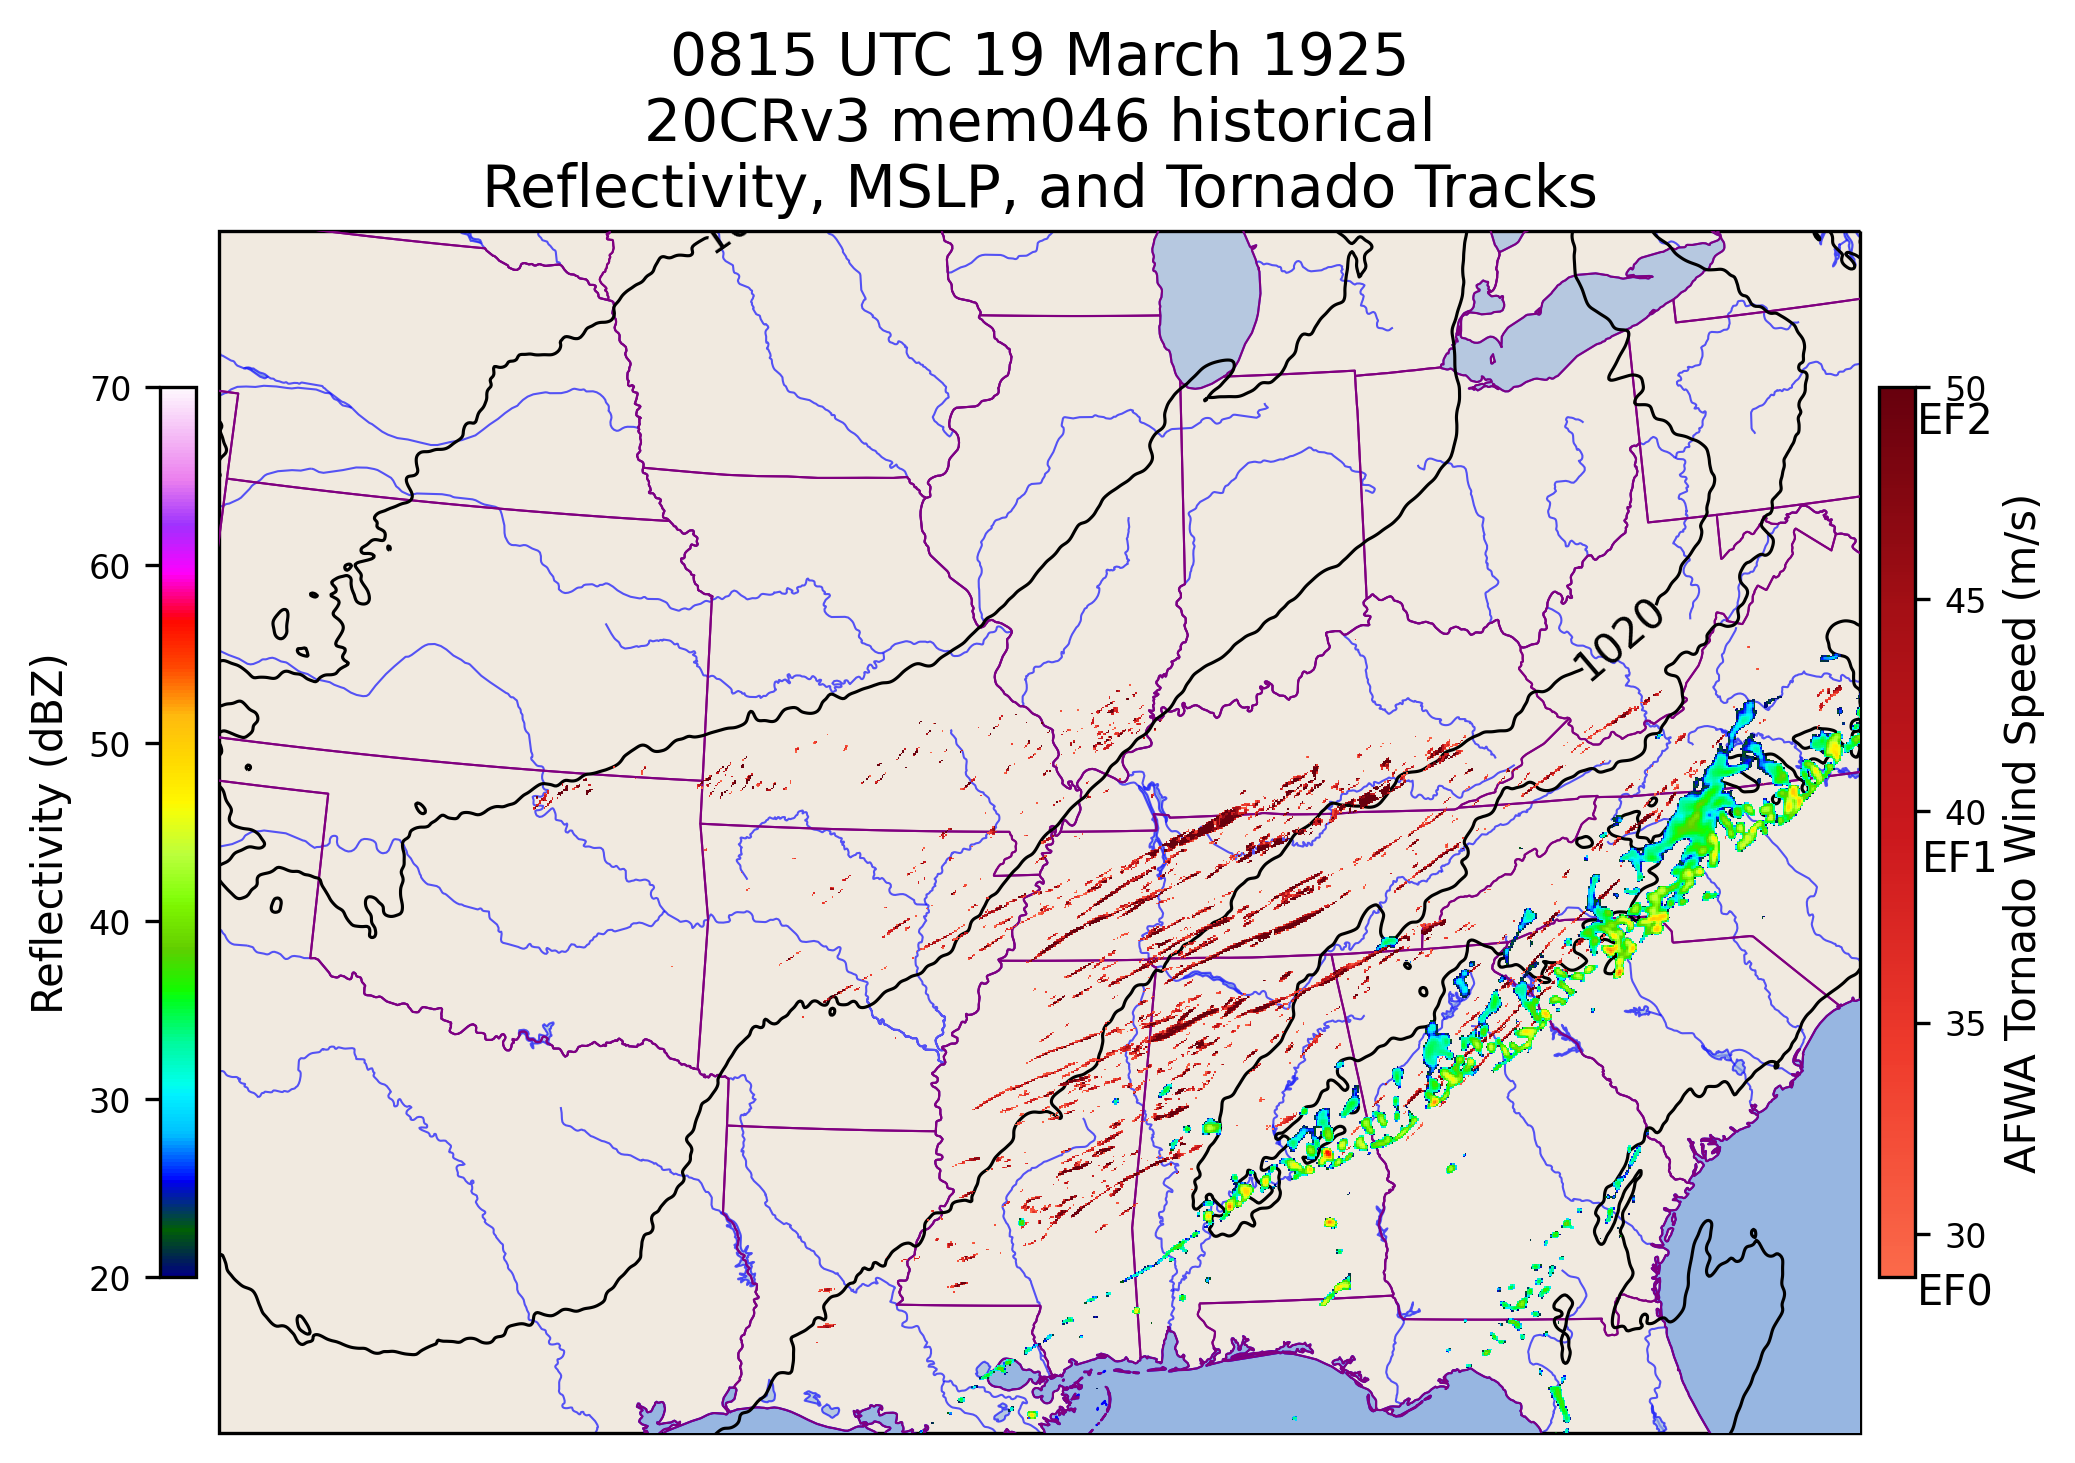 0815 UTC 19 March 1925
20CRv3 mem046 historical
Reflectivity, MSLP, and Tornado Tracks
Reflectivity (dBZ)
70
60
50
40
30
20
1020
50
EF2
45
40
EF1
35
30
EF0
AFWA Tornado Wind Speed (m/s)